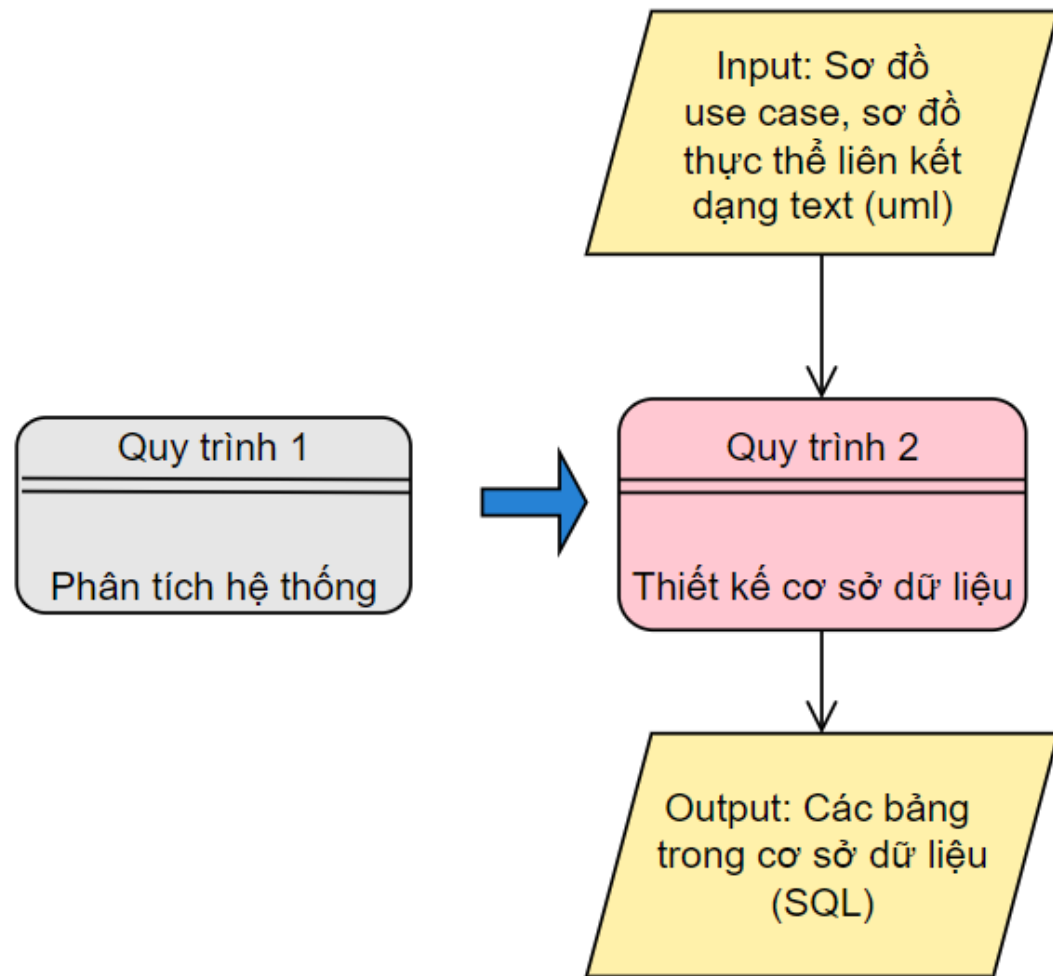 Input: Sơ đồ
use case, sơ đồ
thực thể liên kết
dạng text (uml)
Quy trình 1
Phân tích hệ thống
Quy trình 2
Thiết kế cơ sở dữ liệu
Output: Các bảng
trong cơ sở dữ liệu
(SQL)